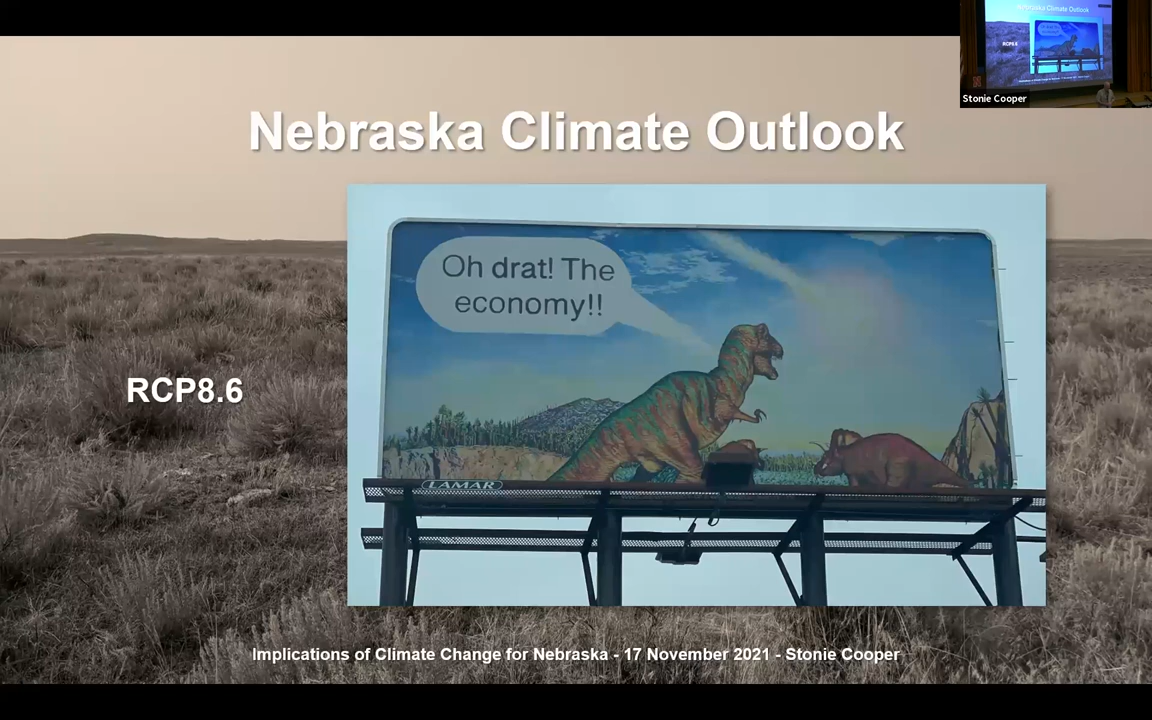 Nebraska Climate Outlook
Stonie Cooper
Oh drat! The
economy!!
RCP8.6
LAMAR
Implications of Climate Change for Nebraska - 17 November 2021 - Stonie Cooper